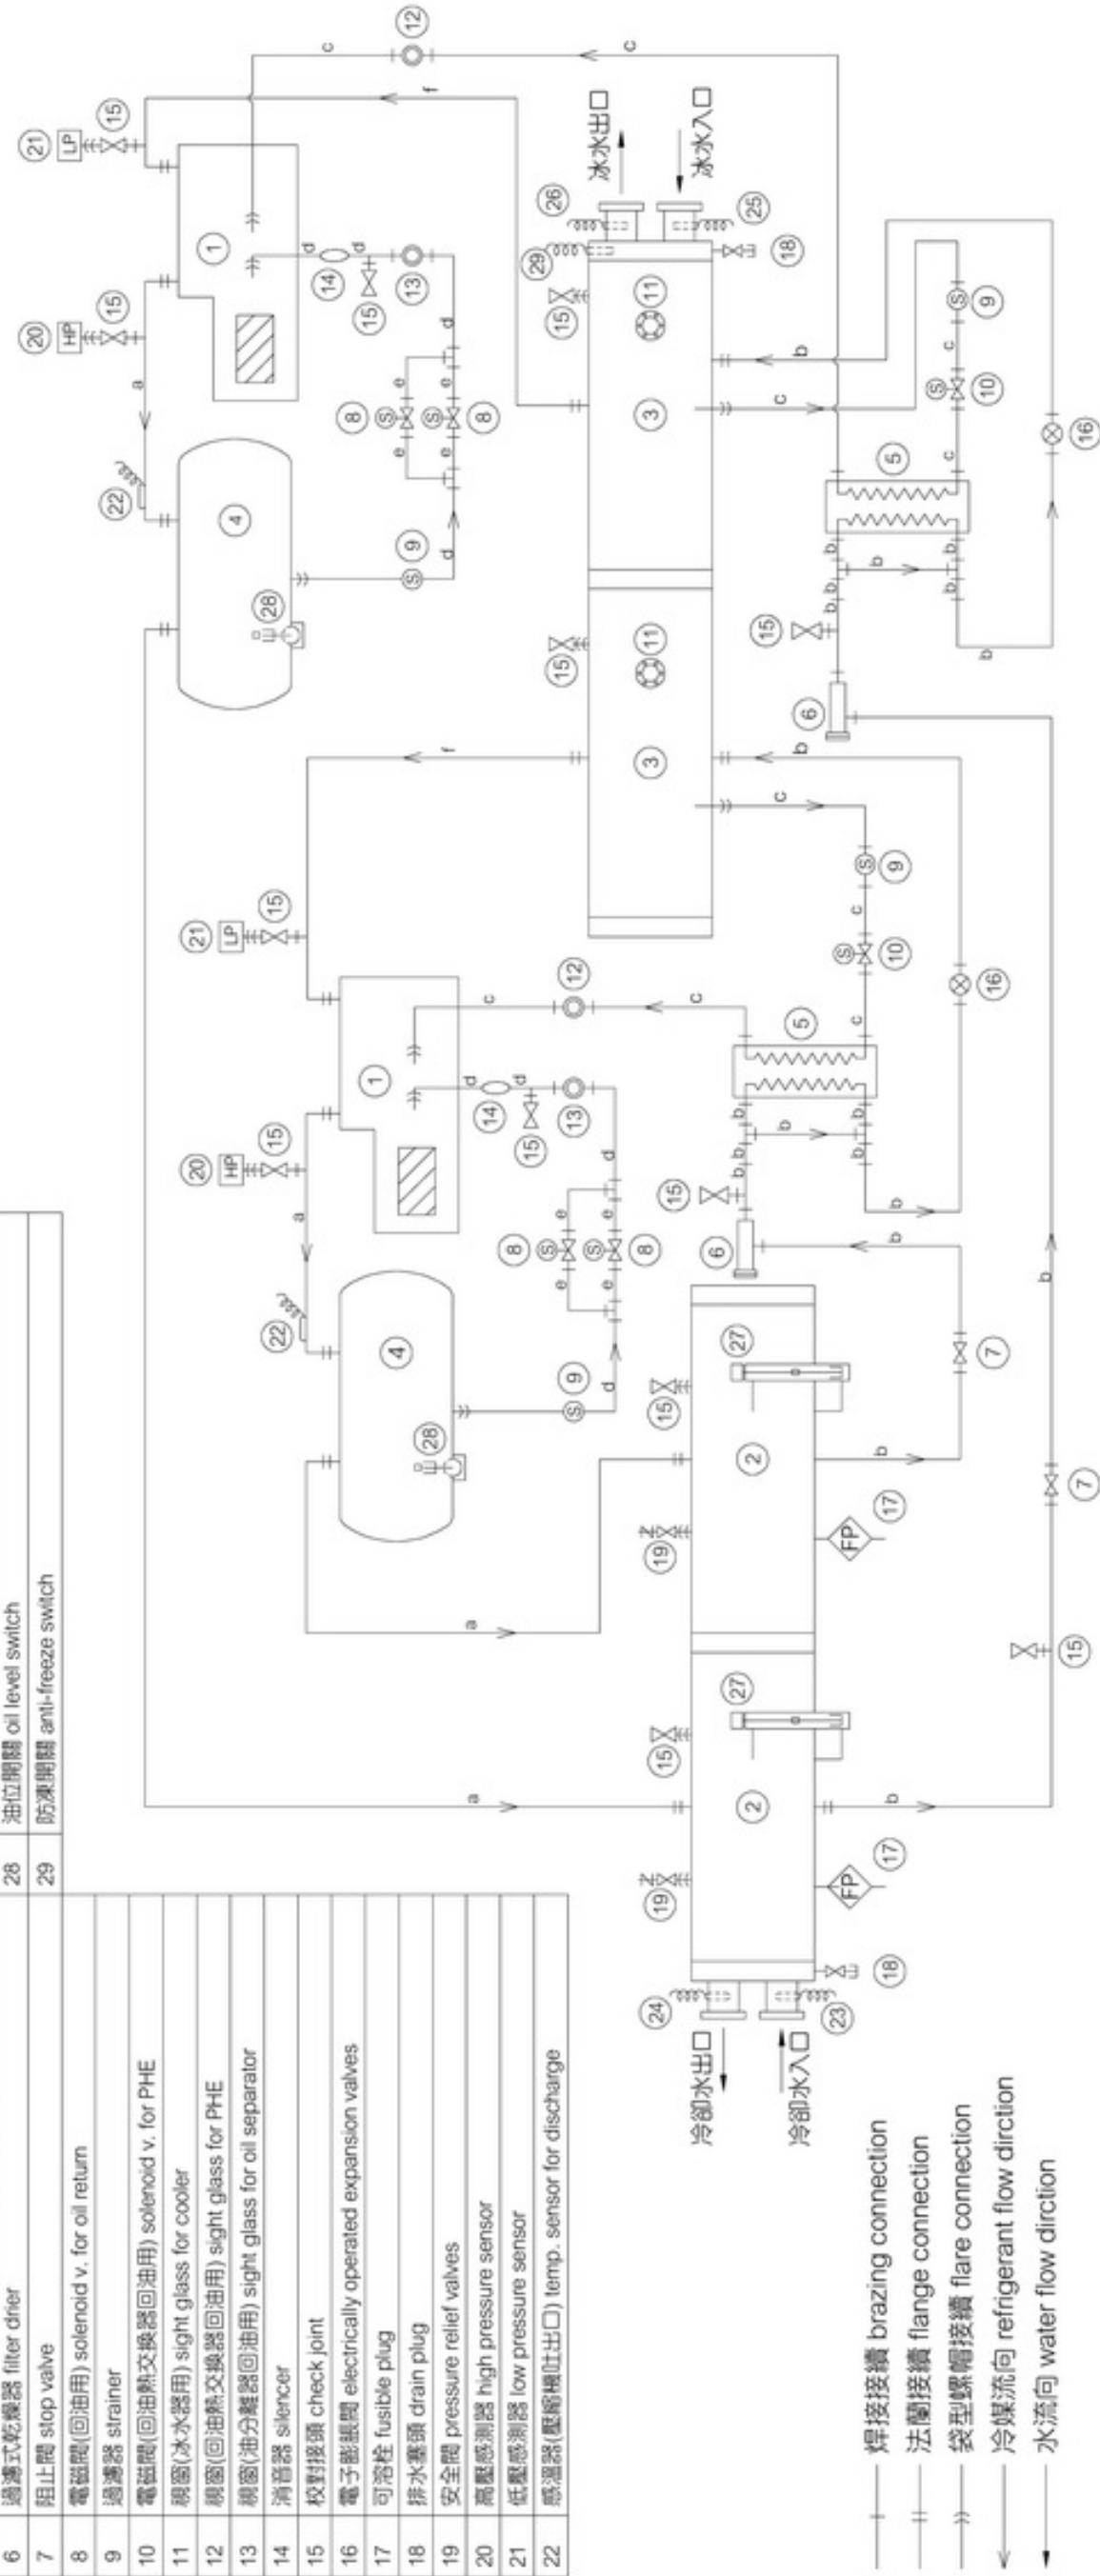 6 過濾式乾燥器 filter drier
7 阻止閥 stop valve
8 電磁閥(回油用) solenoid v. for oil return
9 過濾器 strainer
10 電磁閥(回油熱交換器回油用) solenoid v. for PHE
11 視窗(冰水器用) sight glass for cooler
12 視窗(回油熱交換器回油用) sight glass for PHE
13 視窗(油分離器回油用) sight glass for oil separator
14 消音器 silencer
15 校對接頭 check joint
16 電子膨脹閥 electrically operated expansion valves
17 可溶栓 fusible plug
18 排水塞頭 drain plug
19 安全閥 pressure relief valves
20 高壓感測器 high pressure sensor
21 低壓感測器 low pressure sensor
22 感溫器(壓縮機吐出口) temp. sensor for discharge
28 油位開關 oil level switch
29 防凍開關 anti-freeze switch
焊接接續 brazing connection
法蘭接續 flange connection
袋型螺帽接續 flare connection
冷媒流向 refrigerant flow dirction
水流向 water flow dirction
冷卻水出口
冷卻水入口
冰水出口
冰水入口
HP
LP
HP
LP
FP
FP